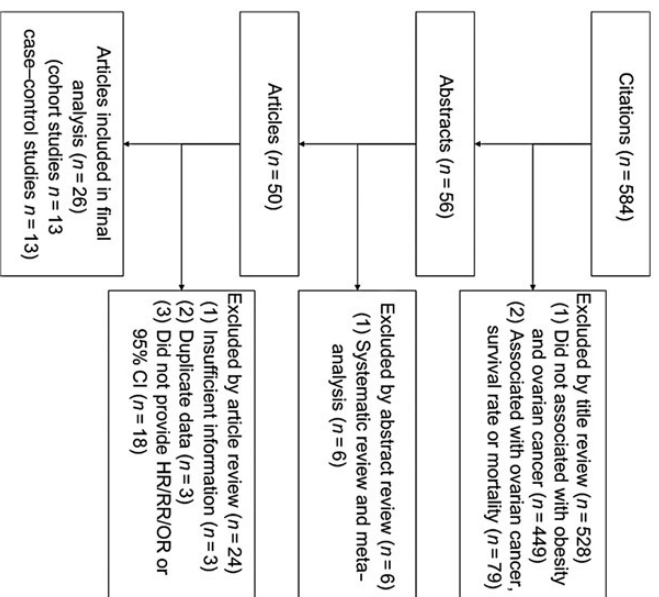 Citations (n = 584)
Excluded by title review (n = 528)
(1) Did not associated with obesity
and ovarian cancer (n = 449)
(2) Associated with ovarian cancer,
survival rate or mortality (n = 79)
Abstracts (n = 56)
Excluded by abstract review (n = 6)
(1) Systematic review and meta-
analysis (n = 6)
Articles (n = 50)
Excluded by article review (n = 24)
(1) Insufficient information (n = 3)
(2) Duplicate data (n = 3)
(3) Did not provide HR/RR/OR or
95% CI (n = 18)
Articles included in final
analysis (n = 26)
(cohort studies n = 13
case–control studies n = 13)